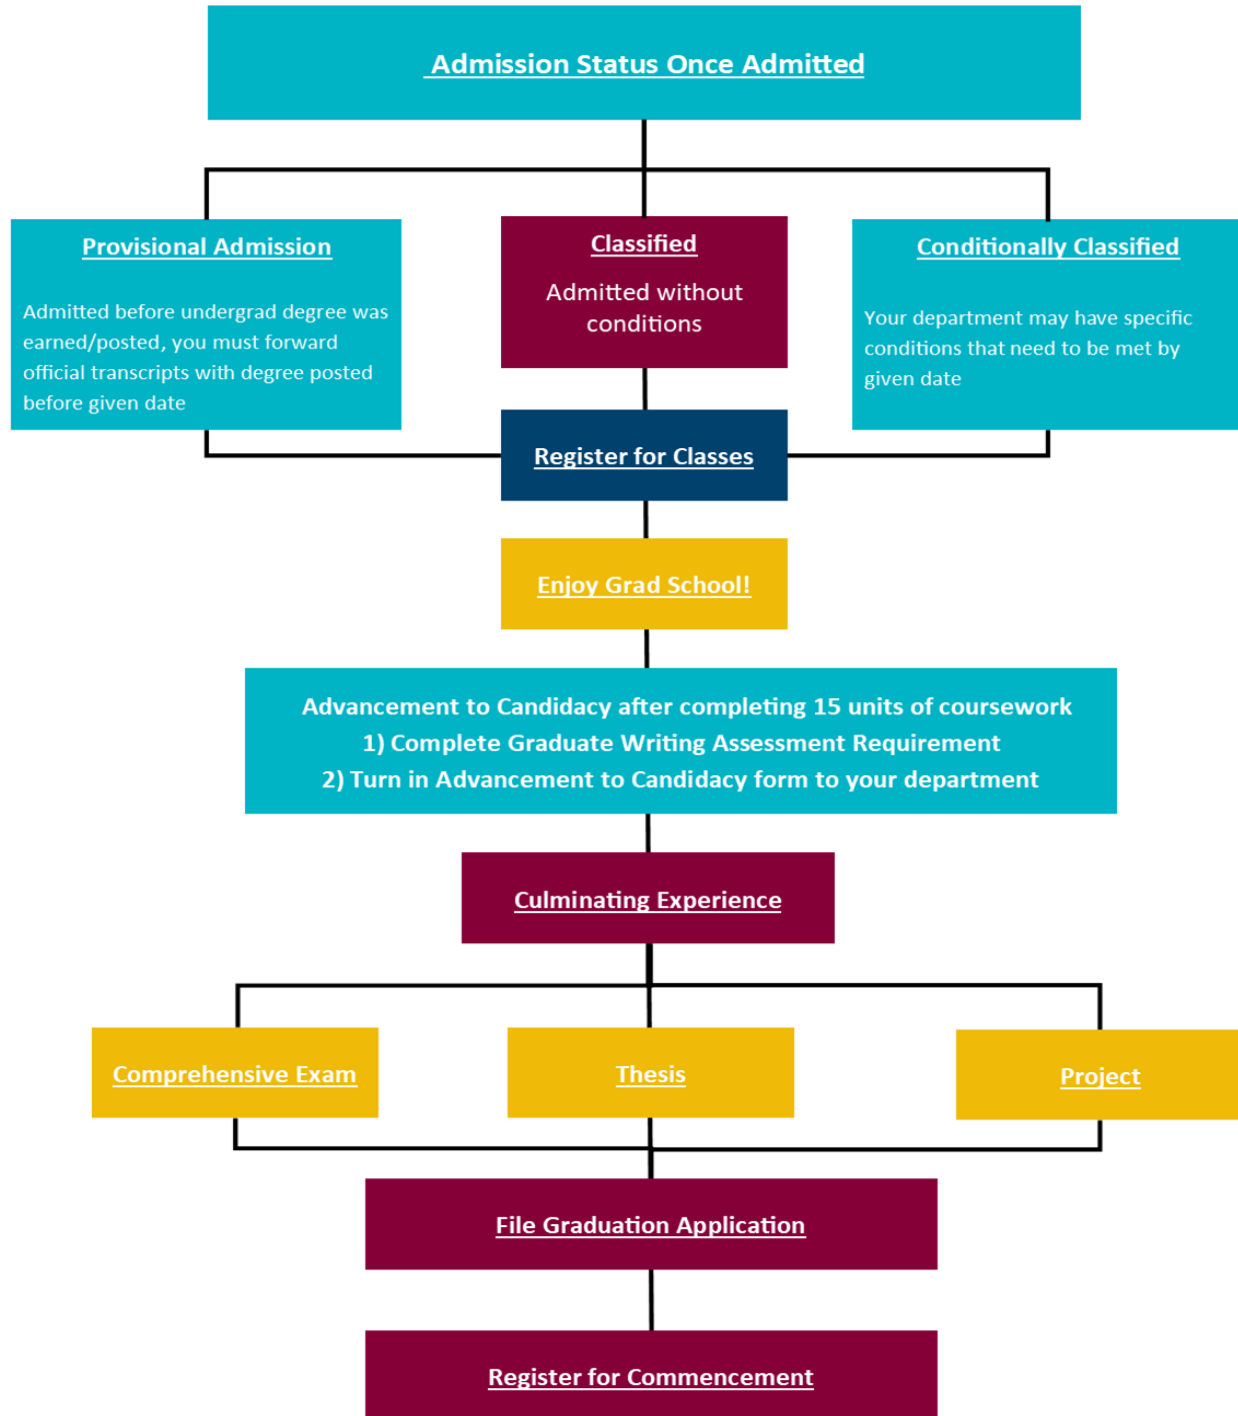 Admission Status Once Admitted
Provisional Admission
Admitted before undergrad degree was
earned/posted, you must forward
official transcripts with degree posted
before given date
Classified
Admitted without
conditions
Conditionally Classified
Your department may have specific
conditions that need to be met by
given date
Register for Classes
Enjoy Grad School!
Advancement to Candidacy after completing 15 units of coursework
1) Complete Graduate Writing Assessment Requirement
2) Turn in Advancement to Candidacy form to your department
Culminating Experience
Comprehensive Exam
Thesis
Project
File Graduation Application
Register for Commencement